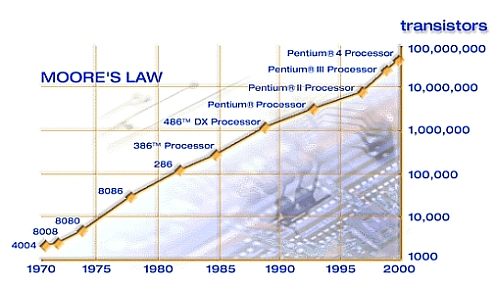 transistors
MOORE'S LAW
Pentium® 4 Processor
Pentium® III Processor
Pentium® II Processor
Pentium® Processor
486™ DX Processor
386™ Processor
286
8086
8080
8008
4004
100,000,000
10,000,000
1,000,000
100,000
10,000
1000
1970 1975 1980 1985 1990 1995 2000